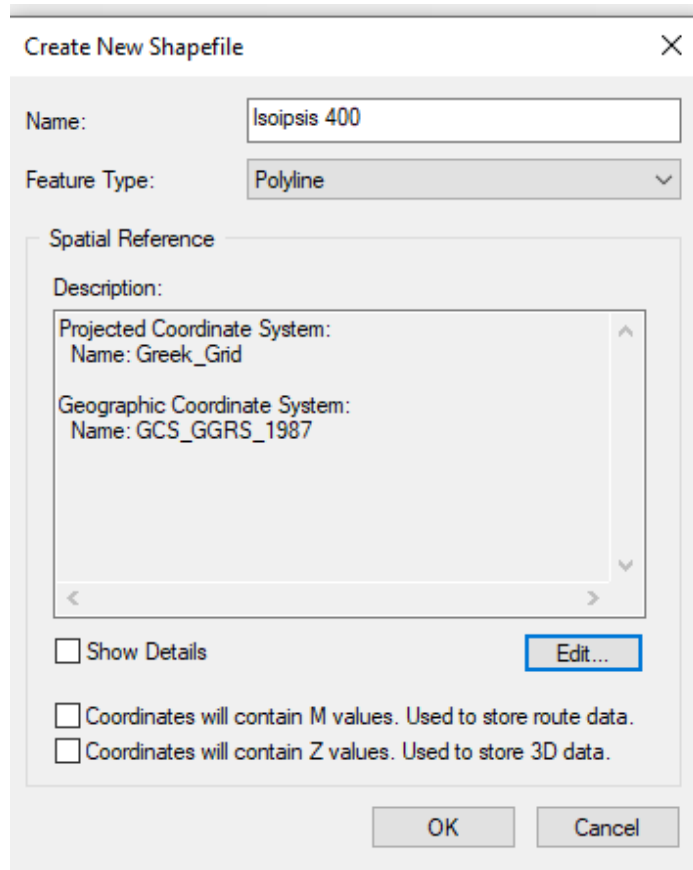 Create New Shapefile
Name: Isoipsis 400
Feature Type: Polyline
Spatial Reference
Description:
Projected Coordinate System:
Name: Greek_Grid
Geographic Coordinate System:
Name: GCS_GGRS_1987
Show Details Edit...
Coordinates will contain M values. Used to store route data.
Coordinates will contain Z values. Used to store 3D data.
OK Cancel